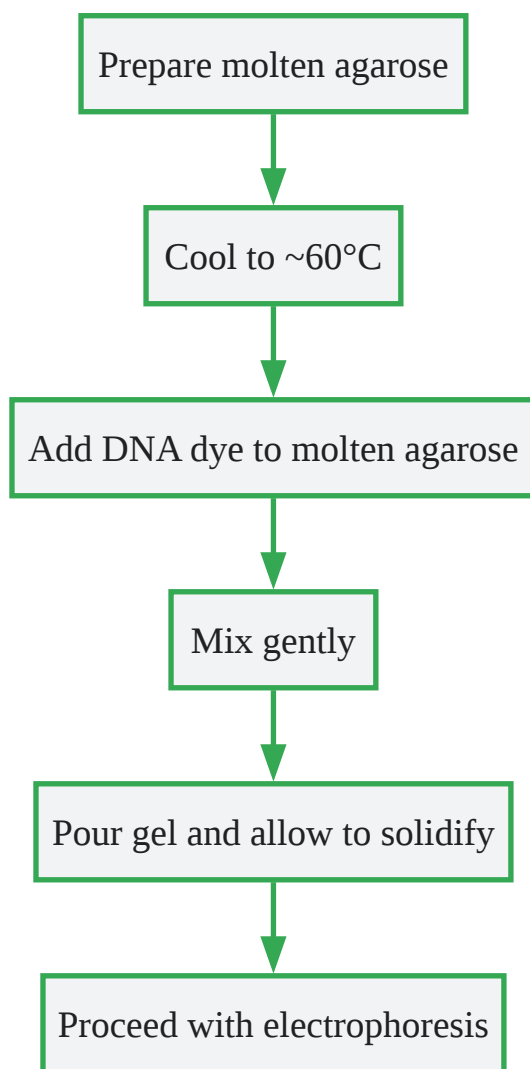 Prepare molten agarose
Cool to ~60°C
Add DNA dye to molten agarose
Mix gently
Pour gel and allow to solidify
Proceed with electrophoresis